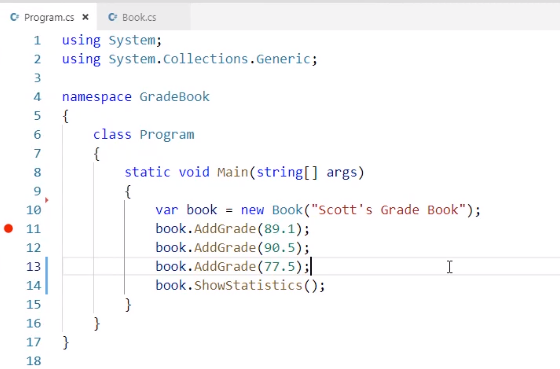 C# Program.cs × C# Book.cs
1 using System;
2 using System.Collections.Generic;
3
4 namespace GradeBook
5 {
6 class Program
7 {
8 static void Main(string[] args)
9 {
10 var book = new Book("Scott's Grade Book");
11 book.AddGrade(89.1);
12 book.AddGrade(90.5);
13 book.AddGrade(77.5);
14 book.ShowStatistics();
15 }
16 }
17 }
18